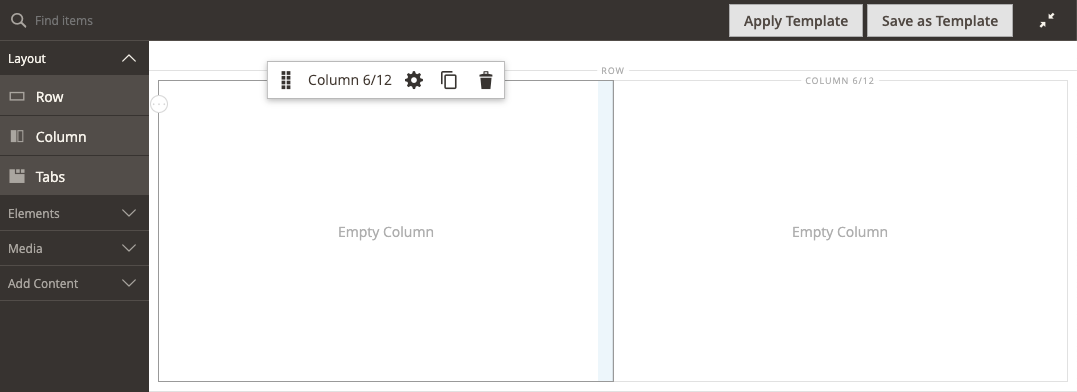 Find items
Apply Template
Save as Template
Layout
Row
Column
Tabs
Elements
Media
Add Content
ROW
Column 6/12
COLUMN 6/12
Empty Column
Empty Column